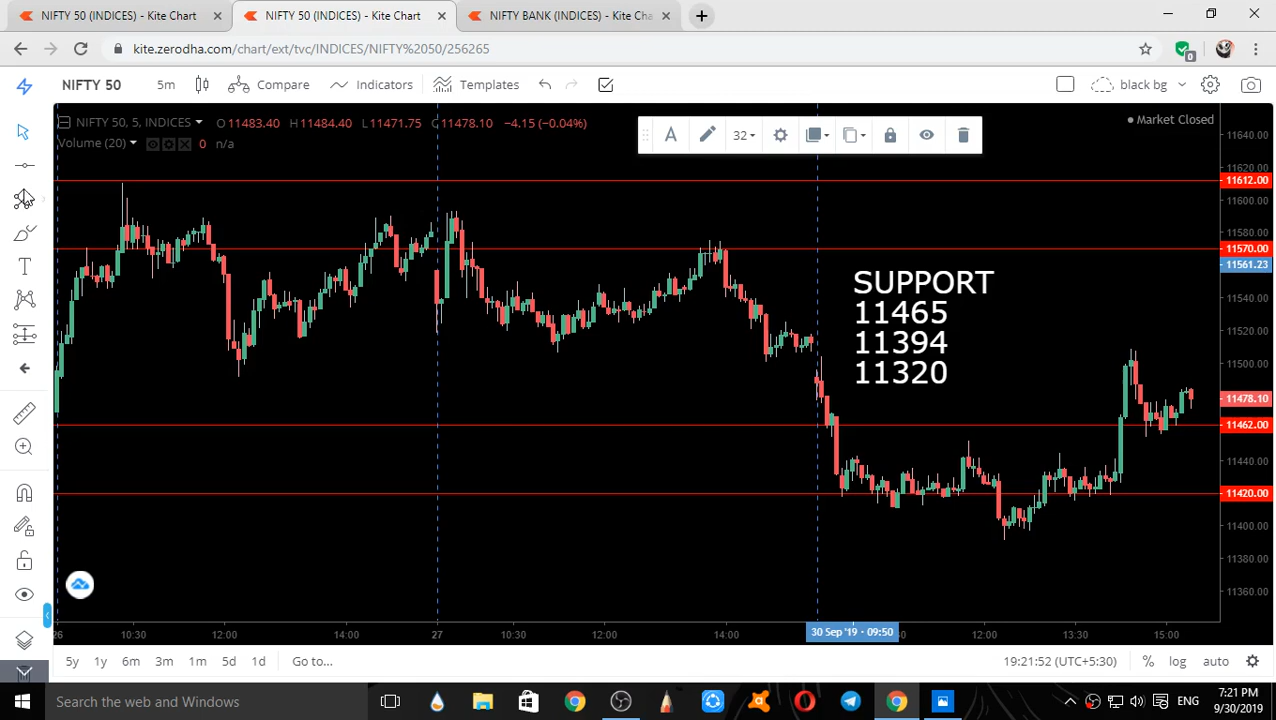 NIFTY 50 (INDICES) - Kite Chart
NIFTY 50 (INDICES) - Kite Chart
NIFTY BANK (INDICES) - Kite Cha
kite.zerodha.com/chart/ext/tvc/INDICES/NIFTY%2050/256265
0
NIFTY 50
5m
Compare
Indicators
Templates
black bg
NIFTY 50, 5, INDICES
O11483.40 H11484.40 L11471.75 C11478.10 -4.15 (-0.04%)
Volume (20)
0 n/a
A
32
Market Closed
11640.00
11620.00
11612.00
11600.00
11580.00
11570.00
11561.23
11540.00
11520.00
11500.00
11478.10
11462.00
11440.00
11420.00
11400.00
11380.00
11360.00
SUPPORT
11465
11394
11320
26 10:30 12:00 14:00 27 10:30 12:00 14:00 30 Sep '19 - 09:50 12:00 13:30 15:00
5y 1y 6m 3m 1m 5d 1d Go to...
19:21:52 (UTC+5:30) % log auto
Search the web and Windows
ENG
7:21 PM
9/30/2019